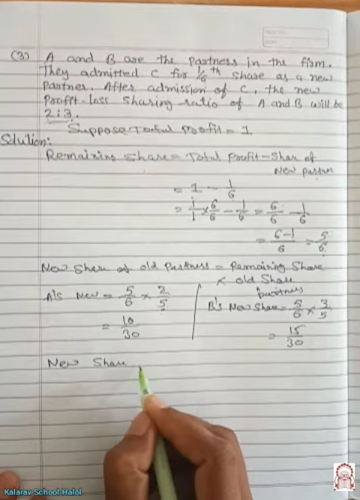 (3) A and B are the Partners in the firm.
They admitted C for 1/6th share as a new
Partner. After admission of C, the new
Profit-loss sharing-ratio of A and B will be
2:3.
Suppose Total Profit = 1
Solution:
Remaining Share = Total Profit - Share of
New partner
= 1 - 1/6
= 1/1 × 6/6 - 1/6 = 6/6 - 1/6
= 6-1/6 = 5/6
New Share of old Partners = Remaining Share
× old Share
partners
A's New = 5/6 × 2/5
B's New Share 5/6 × 3/5
= 10/30
= 15/30
New Share
Kalarav School Halol